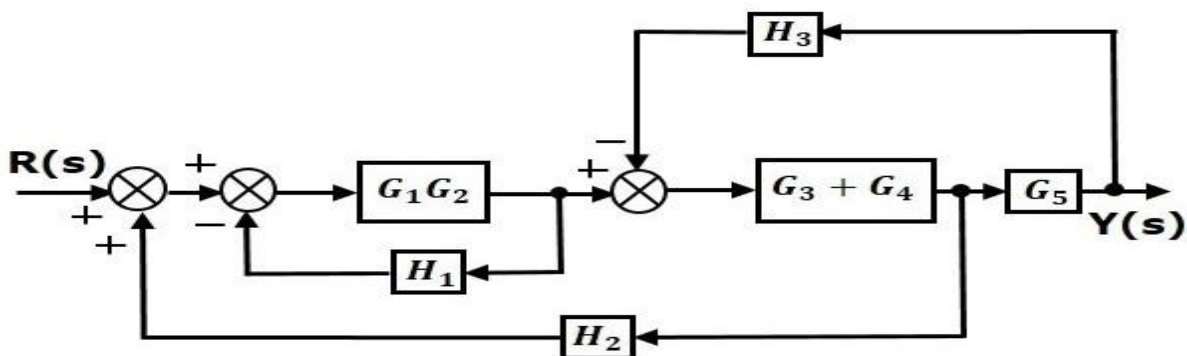 H₃
R(s)
+
+
+
−
G₁G₂
+
−
G₃ + G₄
G₅
Y(s)
H₁
H₂